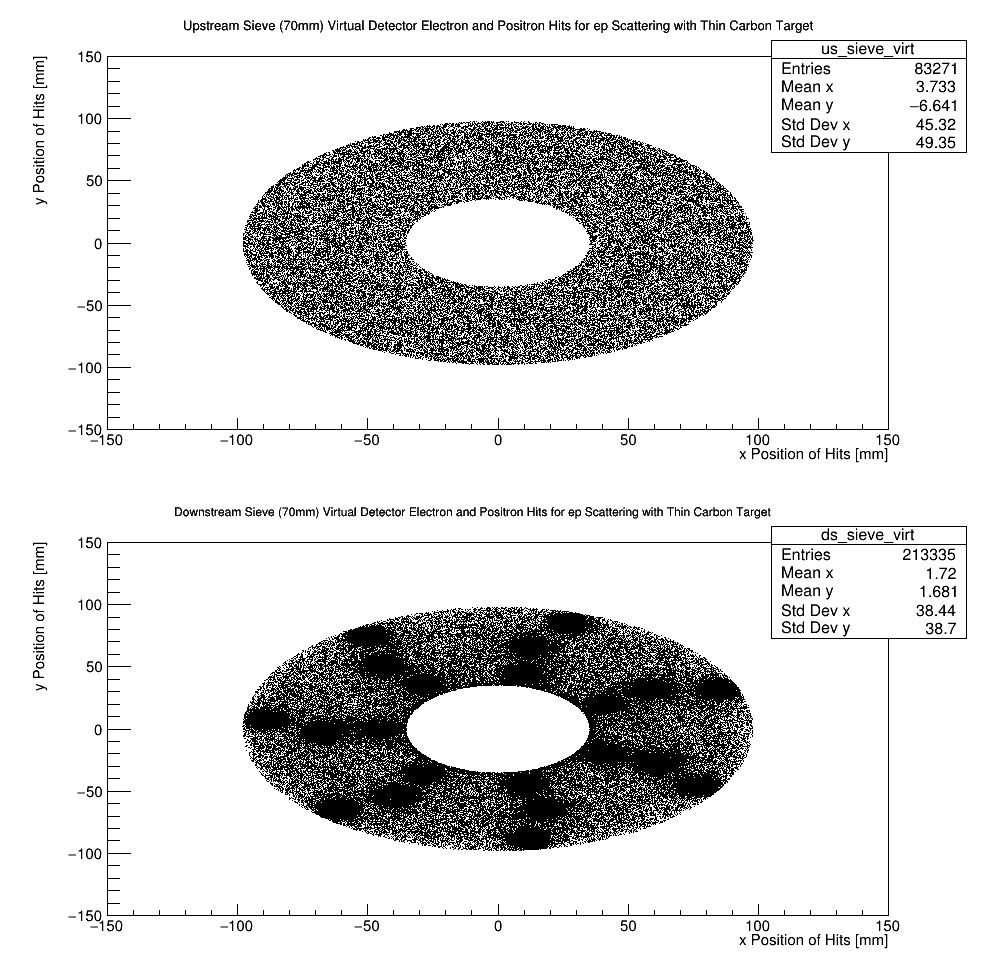 Upstream Sieve (70mm) Virtual Detector Electron and Positron Hits for ep Scattering with Thin Carbon Target
us_sieve_virt
Entries 83271
Mean x 3.733
Mean y −6.641
Std Dev x 45.32
Std Dev y 49.35
y Position of Hits [mm]
150
100
50
0
−50
−100
−150
−150 −100 −50 0 50 100 150
x Position of Hits [mm]
Downstream Sieve (70mm) Virtual Detector Electron and Positron Hits for ep Scattering with Thin Carbon Target
ds_sieve_virt
Entries 213335
Mean x 1.72
Mean y 1.681
Std Dev x 38.44
Std Dev y 38.7
y Position of Hits [mm]
150
100
50
0
−50
−100
−150
−150 −100 −50 0 50 100 150
x Position of Hits [mm]